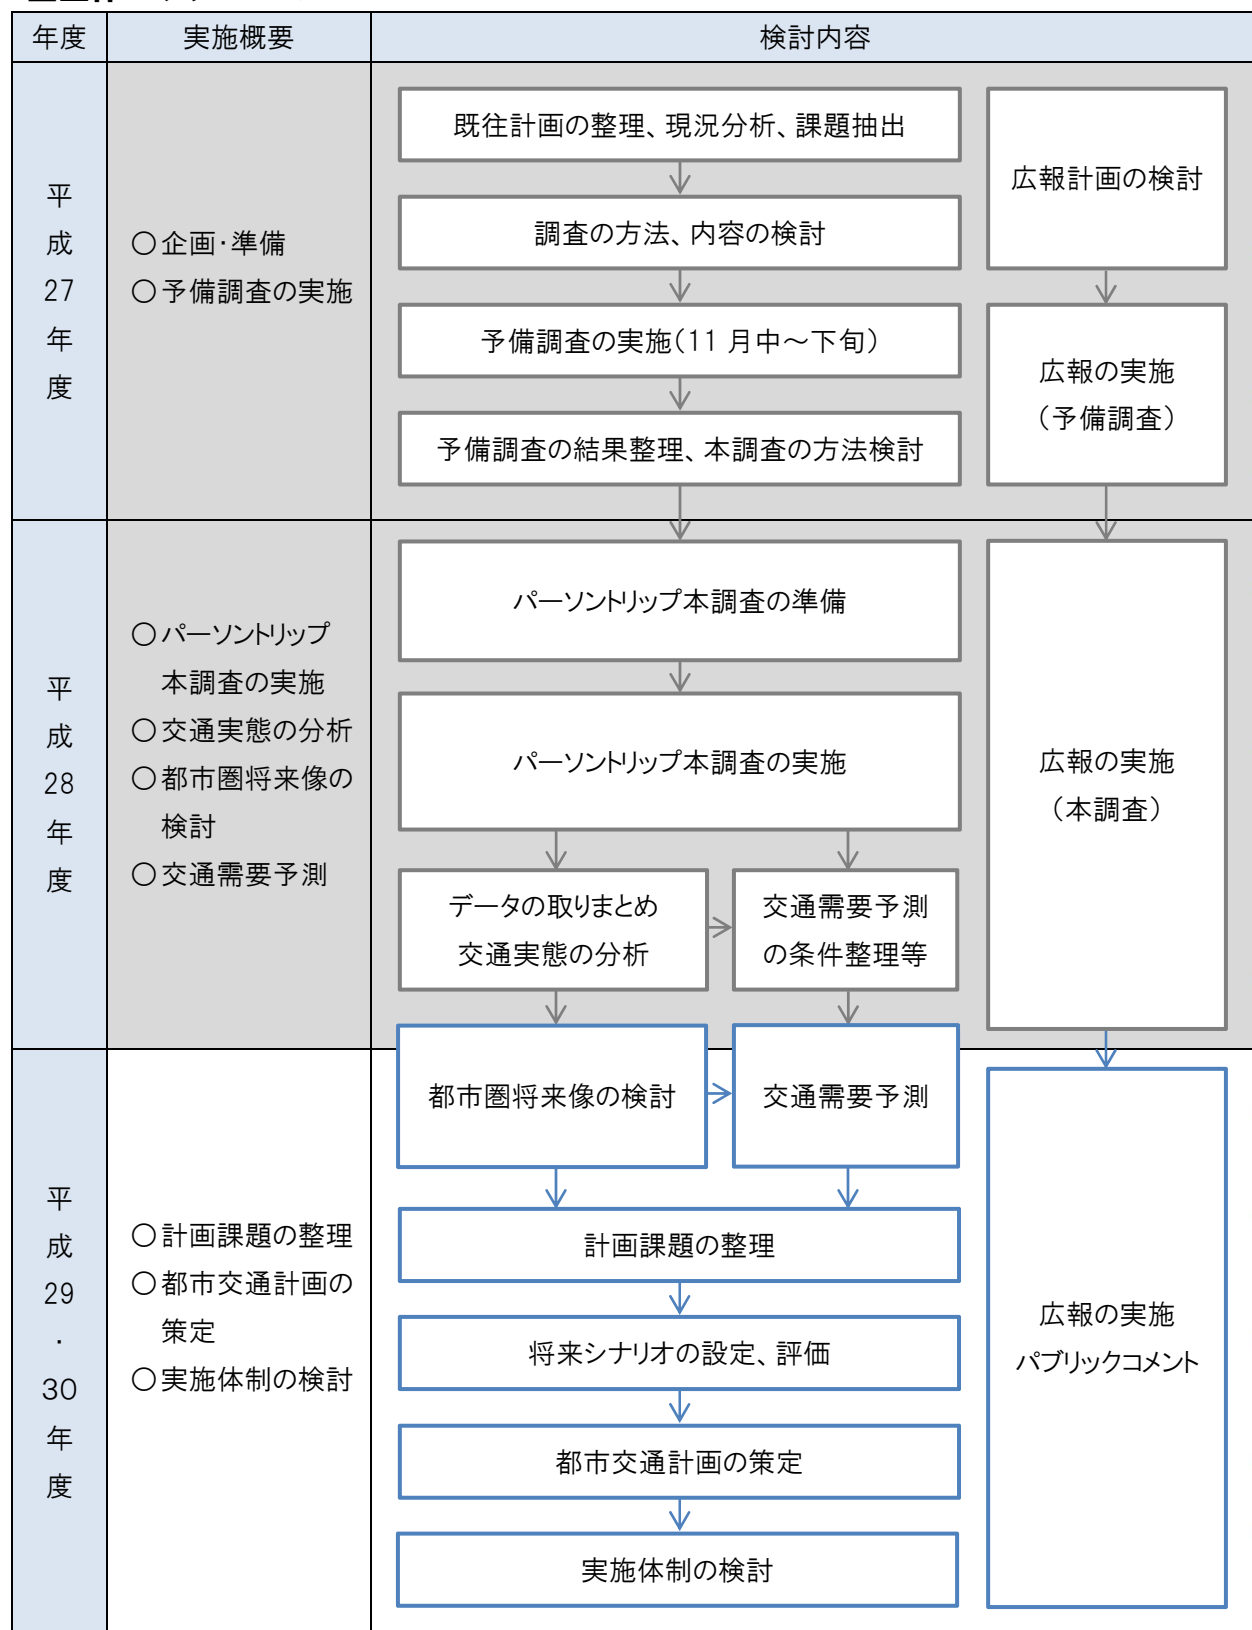 年度
実施概要
検討内容
平
成
27
年
度
〇企画・準備
〇予備調査の実施
既往計画の整理、現況分析、課題抽出
調査の方法、内容の検討
予備調査の実施(11月中～下旬)
予備調査の結果整理、本調査の方法検討
広報計画の検討
広報の実施
(予備調査)
平
成
28
年
度
〇パーソントリップ
本調査の実施
〇交通実態の分析
〇都市圏将来像の
検討
〇交通需要予測
パーソントリップ本調査の準備
パーソントリップ本調査の実施
データの取りまとめ
交通実態の分析
交通需要予測
の条件整理等
広報の実施
(本調査)
都市圏将来像の検討
交通需要予測
平
成
29
・
30
年
度
〇計画課題の整理
〇都市交通計画の
策定
〇実施体制の検討
計画課題の整理
将来シナリオの設定、評価
都市交通計画の策定
実施体制の検討
広報の実施
パブリックコメント